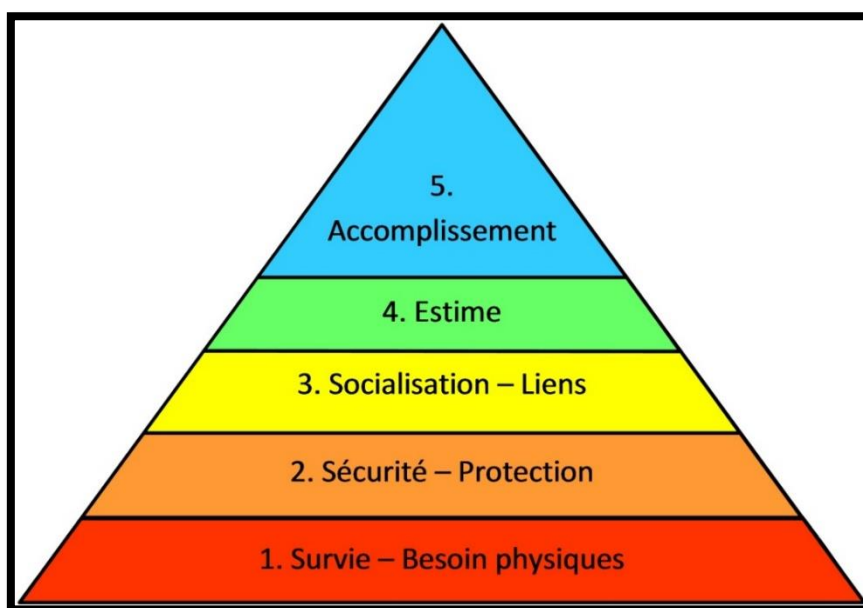 5.
Accomplissement
4. Estime
3. Socialisation – Liens
2. Sécurité – Protection
1. Survie – Besoin physiques